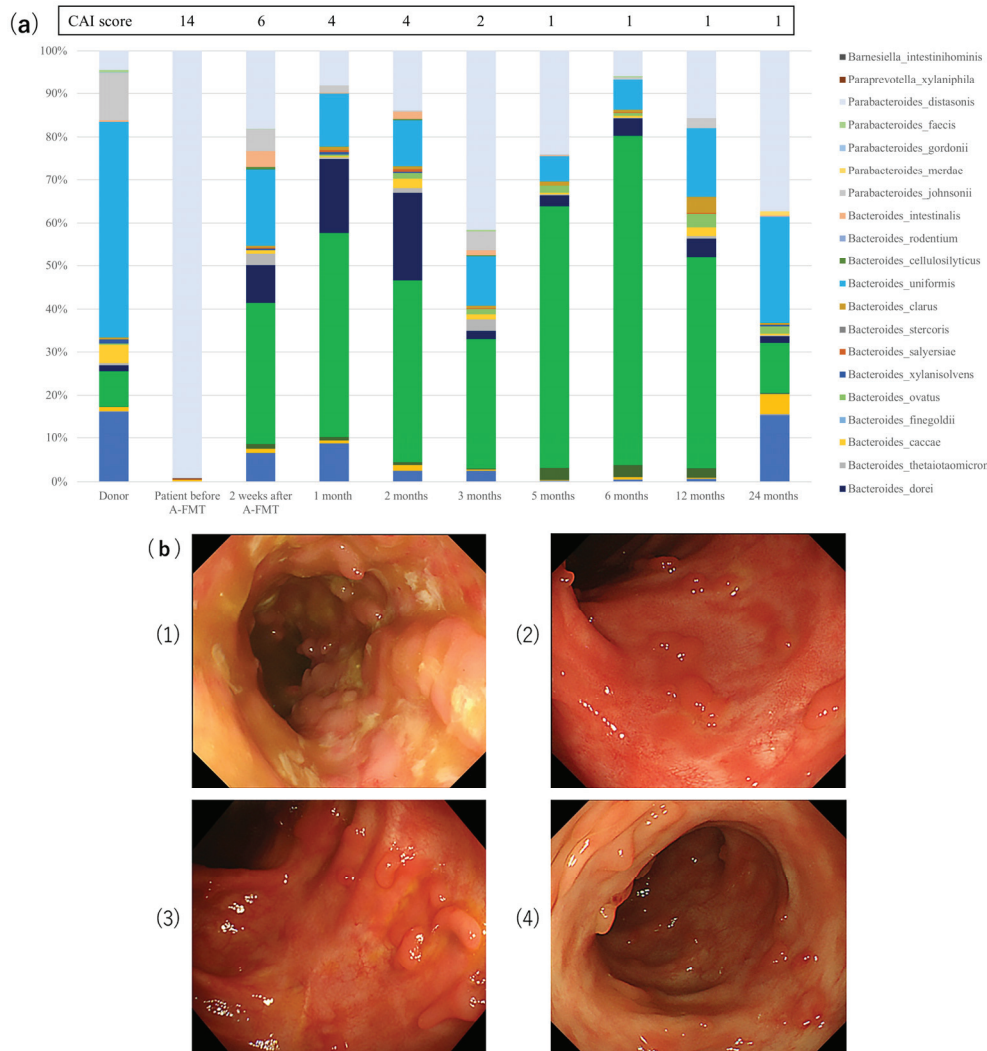 (a)
CAI score 14 6 4 4 2 1 1 1 1
100%
90%
80%
70%
60%
50%
40%
30%
20%
10%
0%
Donor
Patient before
A-FMT
2 weeks after
A-FMT
1 month
2 months
3 months
5 months
6 months
12 months
24 months
Barnesiella_intestinihominis
Paraprevotella_xylaniphila
Parabacteroides_distasonis
Parabacteroides_faecis
Parabacteroides_gordonii
Parabacteroides_merdae
Parabacteroides_johnsonii
Bacteroides_intestinalis
Bacteroides_rodentium
Bacteroides_cellulosilyticus
Bacteroides_uniformis
Bacteroides_clarus
Bacteroides_stercoris
Bacteroides_salyersiae
Bacteroides_xylanisolvens
Bacteroides_ovatus
Bacteroides_finegoldii
Bacteroides_caccae
Bacteroides_thetaiotaomicron
Bacteroides_dorei
(b)
(1)
(2)
(3)
(4)